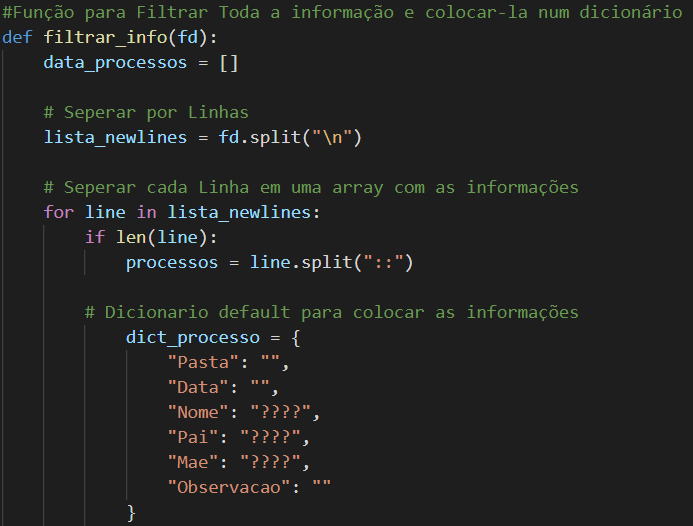 #Função para Filtrar Toda a informação e colocar-la num dicionário
def filtrar_info(fd):
    data_processos = []
    # Seperar por Linhas
    lista_newlines = fd.split("\n")
    # Seperar cada Linha em uma array com as informações
    for line in lista_newlines:
        if len(line):
            processos = line.split("::")
        # Dicionario default para colocar as informações
            dict_processo = {
                "Pasta": "",
                "Data": "",
                "Nome": "????",
                "Pai": "????",
                "Mae": "????",
                "Observacao": ""
            }